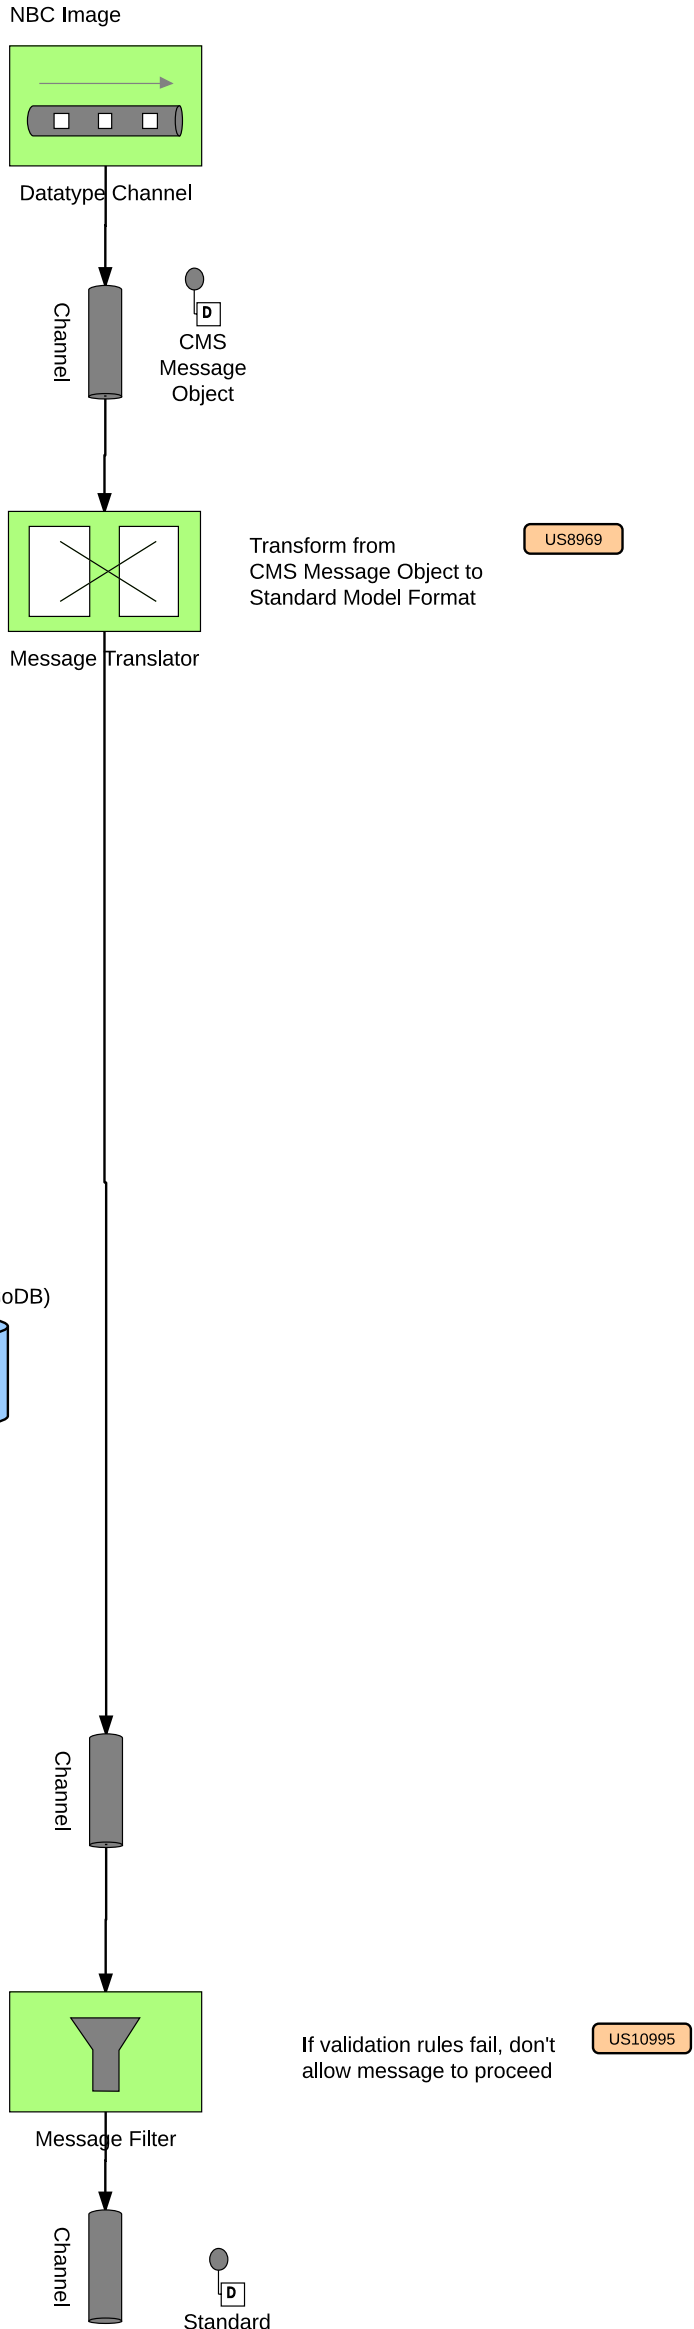 NBC Image
Datatype Channel
Channel
D
CMS
Message
Object
Transform from
CMS Message Object to
Standard Model Format
US8969
Message Translator
oDB)
Channel
If validation rules fail, don't
allow message to proceed
US10995
Message Filter
Channel
D
Standard